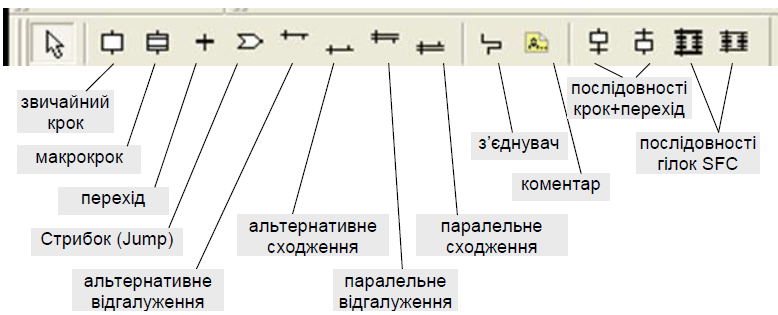 звичайний
крок
макрокрок
перехід
Стрибок (Jump)
альтернативне
відгалуження
альтернативне
сходження
паралельне
відгалуження
паралельне
сходження
з’єднувач
коментар
послідовності
крок+перехід
послідовності
гілок SFC